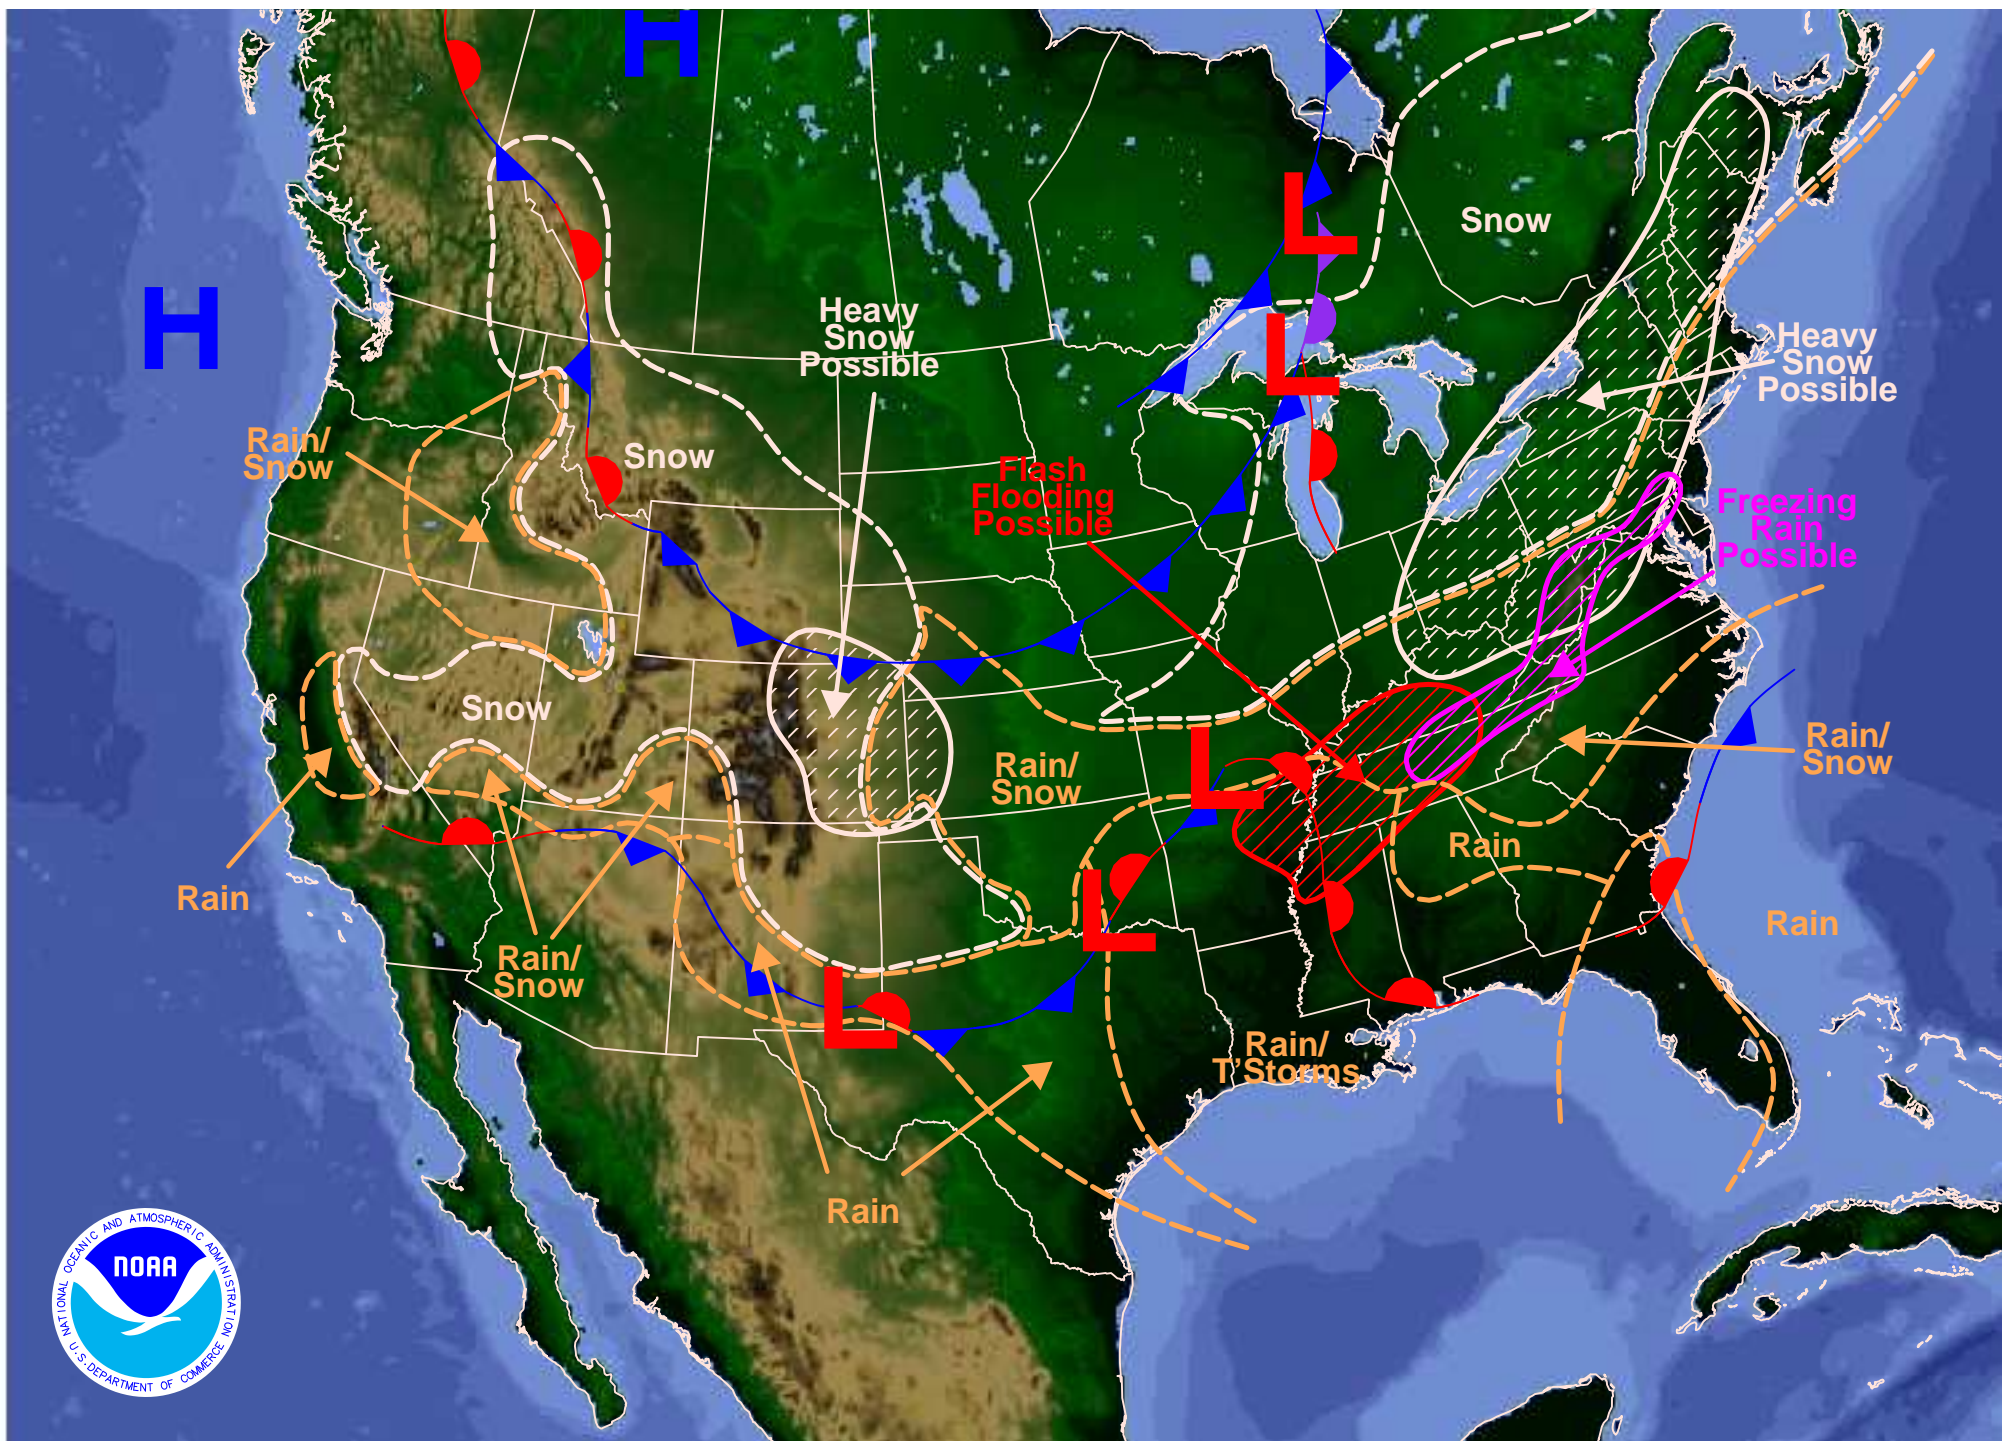 H
H
L
Snow
Heavy
Snow
Possible
L
Heavy
Snow
Possible
Rain/
Snow
Snow
Flash
Flooding
Possible
Freezing
Rain
Possible
Snow
Rain/
Snow
Rain/
Snow
L
Rain
Rain
L
Rain
Rain/
Snow
L
Rain/
T'Storms
Rain
NATIONAL OCEANIC AND ATMOSPHERIC ADMINISTRATION
NOAA
U.S. DEPARTMENT OF COMMERCE